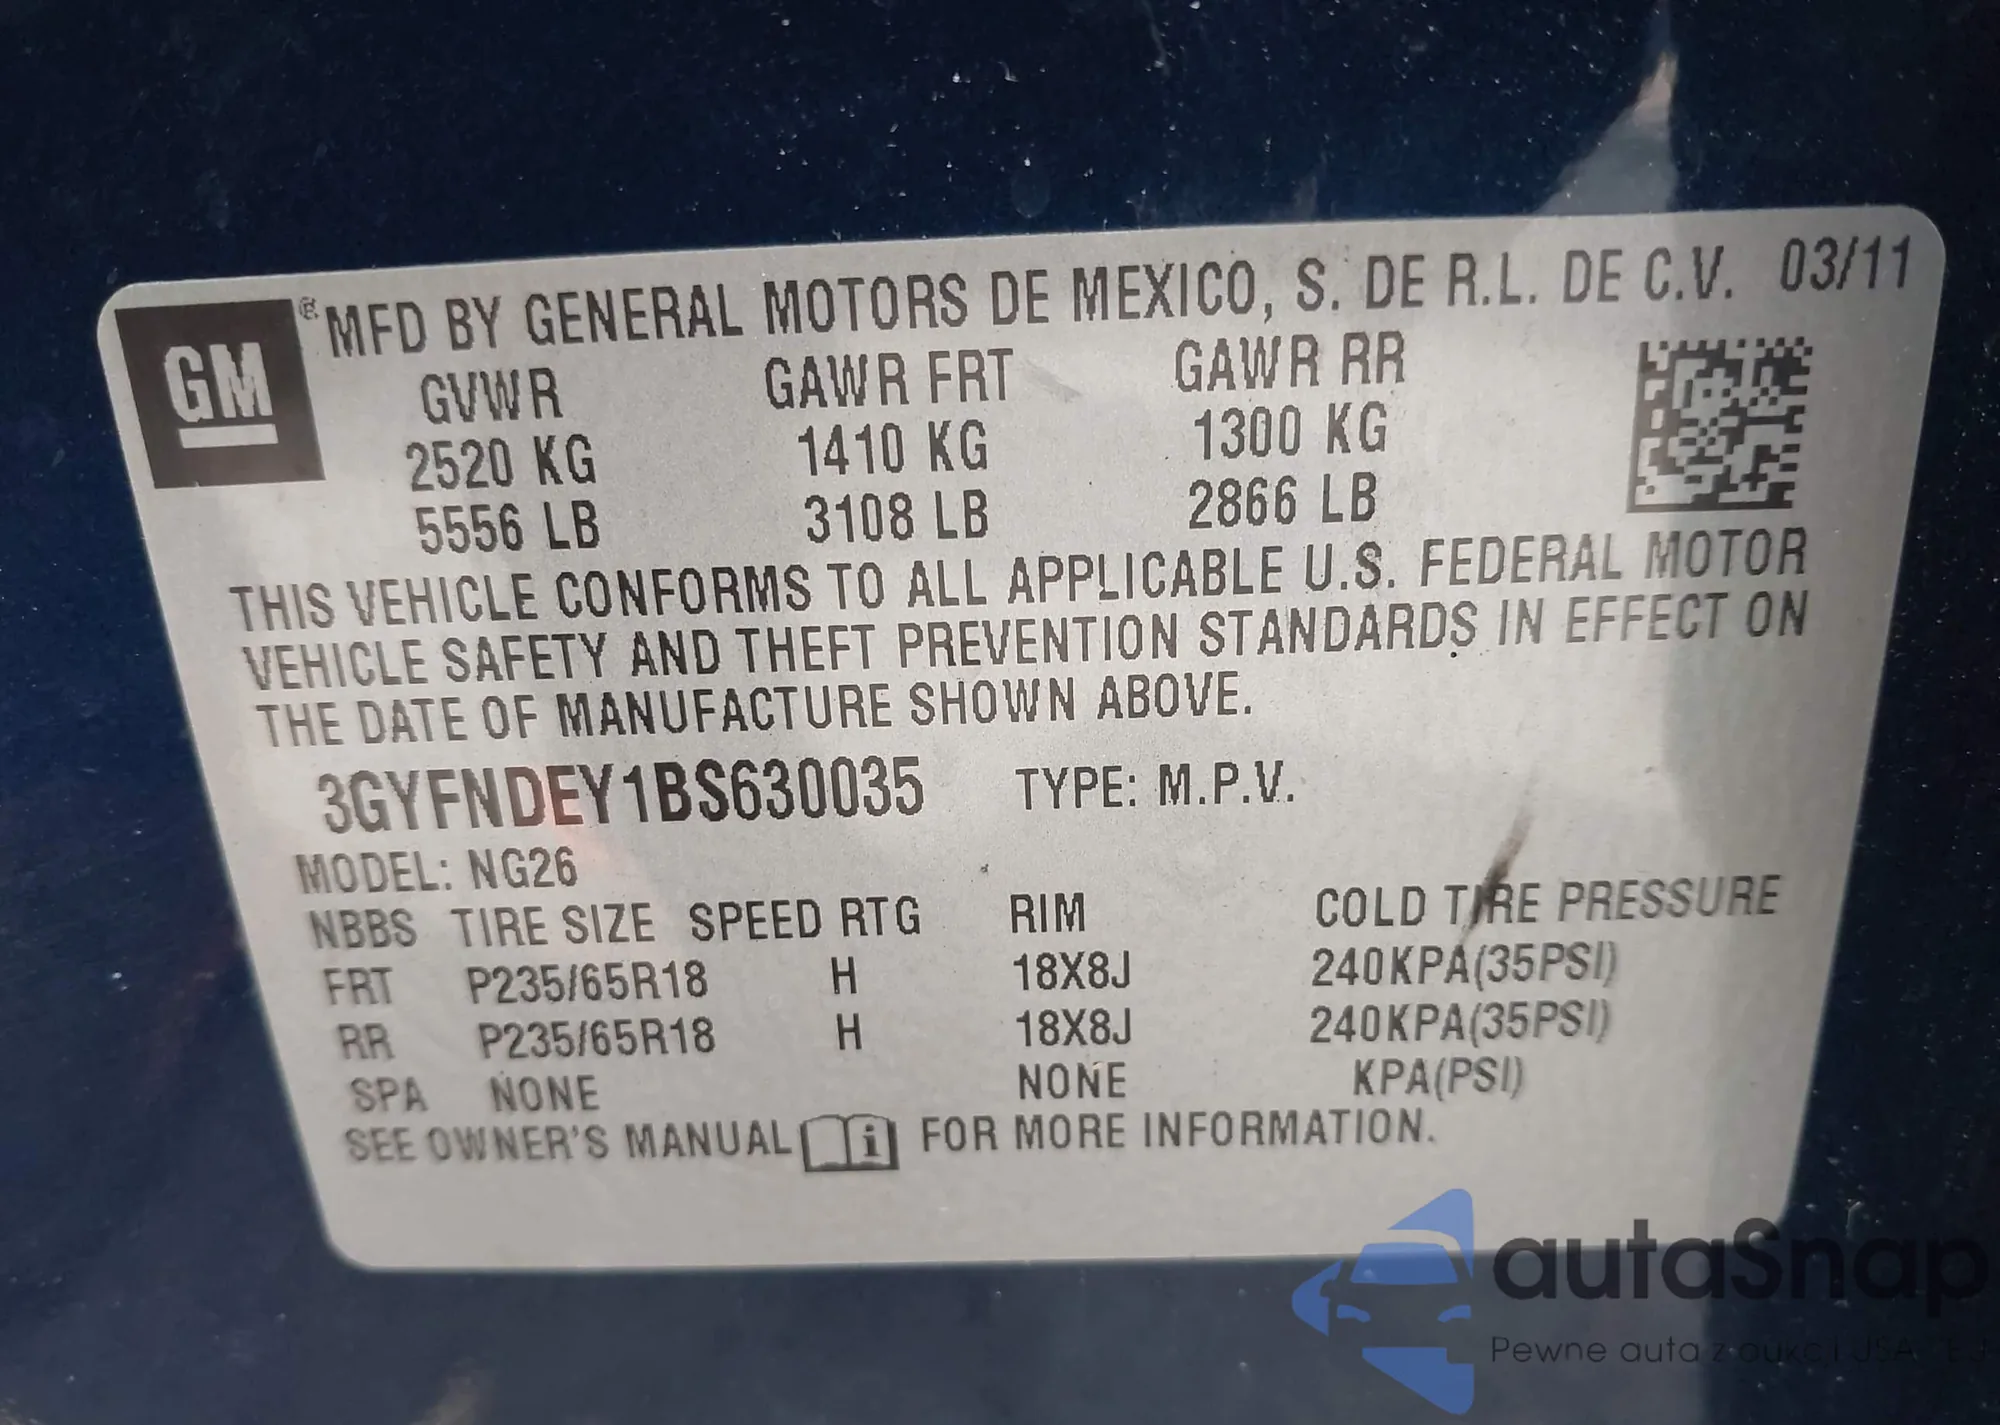 GM ® MFD BY GENERAL MOTORS DE MEXICO, S. DE R.L. DE C.V. 03/11
GVWR GAWR FRT GAWR RR
2520 KG 1410 KG 1300 KG
5556 LB 3108 LB 2866 LB
THIS VEHICLE CONFORMS TO ALL APPLICABLE U.S. FEDERAL MOTOR
VEHICLE SAFETY AND THEFT PREVENTION STANDARDS IN EFFECT ON
THE DATE OF MANUFACTURE SHOWN ABOVE.
3GYFNDEY1BS630035 TYPE: M.P.V.
MODEL: NG26
NBBS TIRE SIZE SPEED RTG RIM COLD TIRE PRESSURE
FRT P235/65R18 H 18X8J 240KPA(35PSI)
RR P235/65R18 H 18X8J 240KPA(35PSI)
SPA NONE NONE KPA(PSI)
SEE OWNER'S MANUAL i FOR MORE INFORMATION.
autaSnap
Pewne auta z aukcji USA